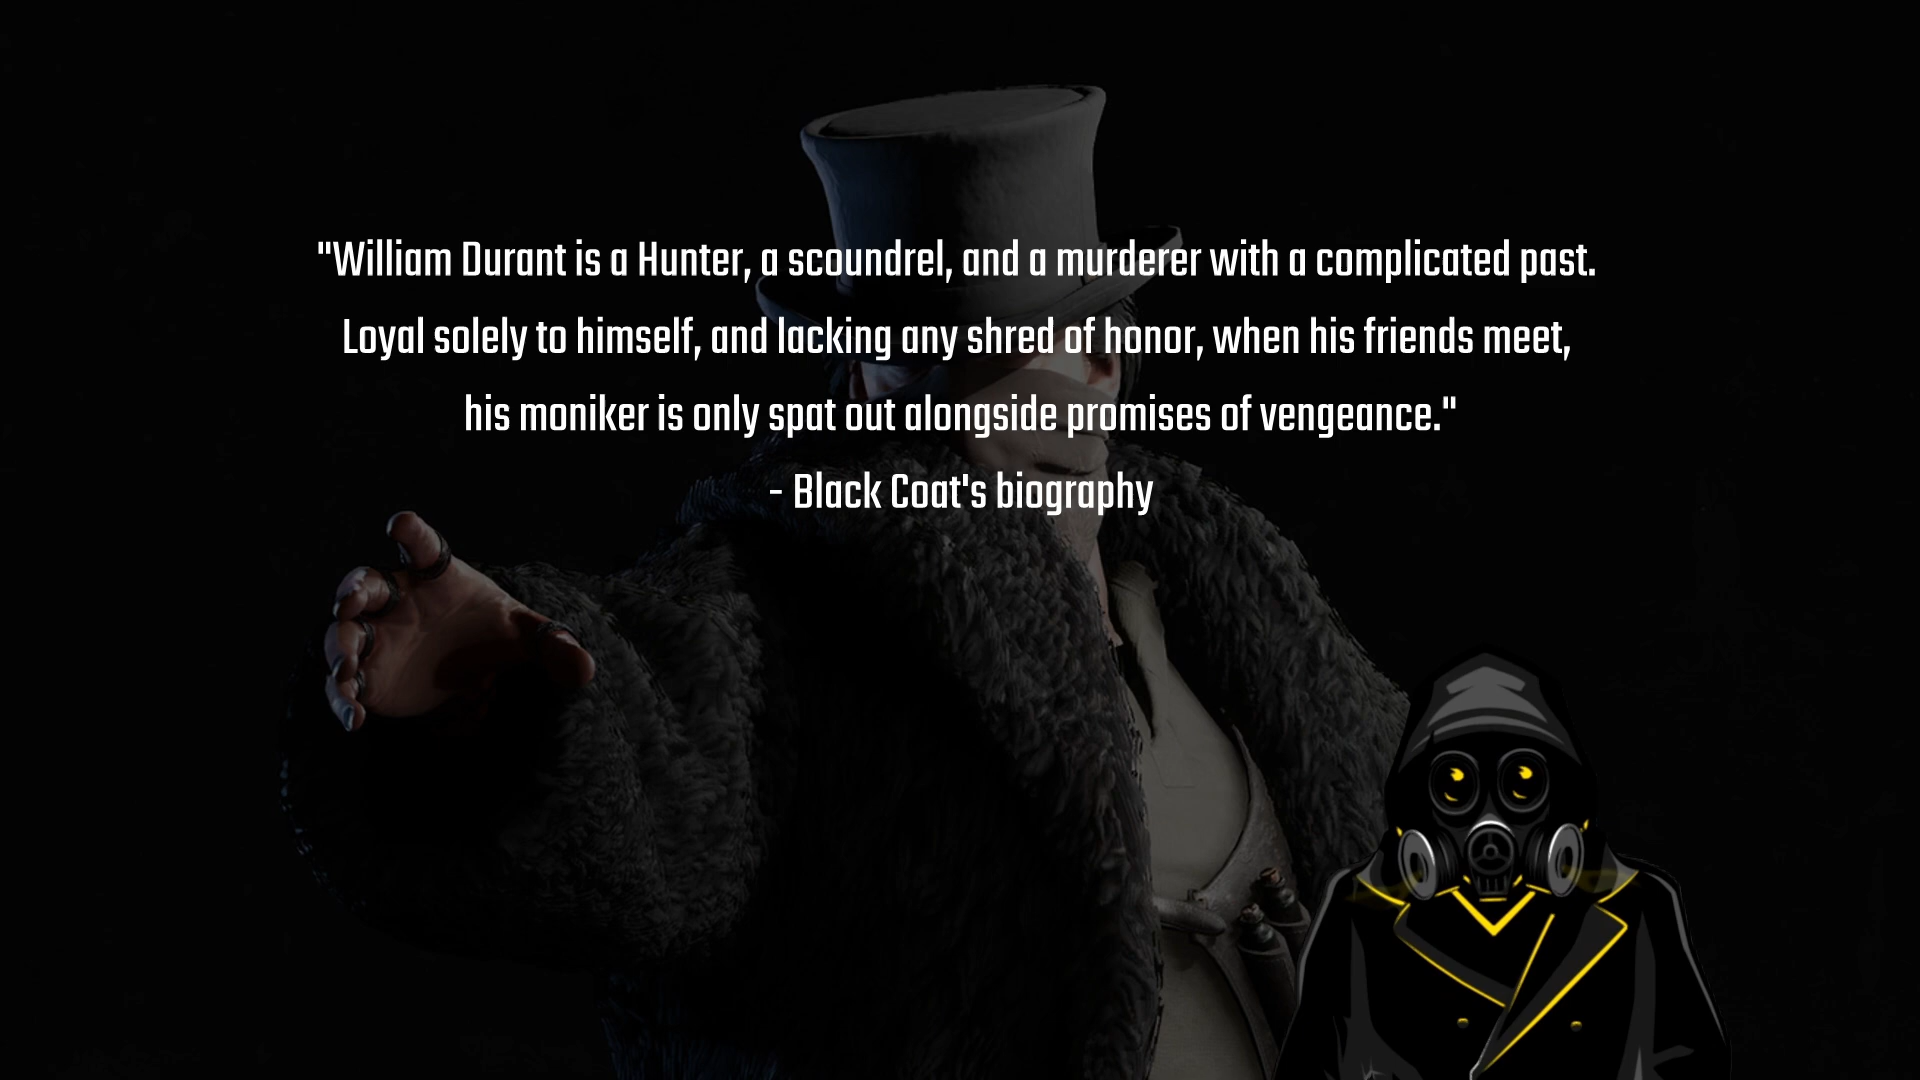 "William Durant is a Hunter, a scoundrel, and a murderer with a complicated past.
Loyal solely to himself, and lacking any shred of honor, when his friends meet,
his moniker is only spat out alongside promises of vengeance."
- Black Coat's biography